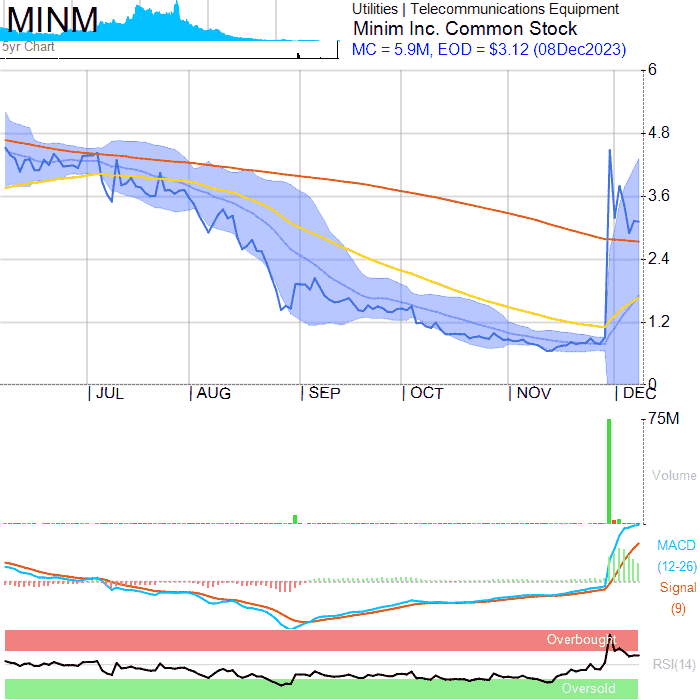 MINM
Utilities | Telecommunications Equipment
Minim Inc. Common Stock
5yr Chart
MC = 5.9M, EOD = $3.12 (08Dec2023)
6
4.8
3.6
2.4
1.2
0
JUL AUG SEP OCT NOV DEC
75M
Volume
MACD
(12-26)
Signal
(9)
Overbought
RSI(14)
Oversold